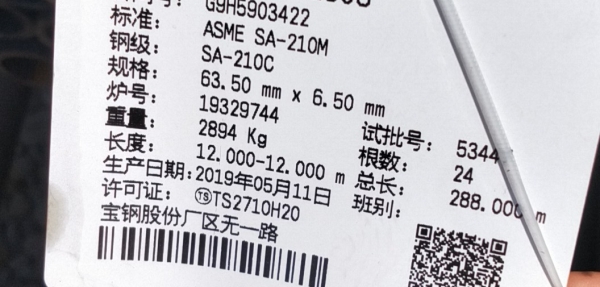 号: G9H5903422
标准: ASME SA-210M
钢级: SA-210C
规格: 63.50 mm x 6.50 mm
炉号: 19329744 试批号: 5344
重量: 2894 Kg 根数: 24
长度: 12.000-12.000 m 总长: 288.000 m
生产日期: 2019年05月11日 班别:
许可证: TS TS2710H20
宝钢股份厂区无一路